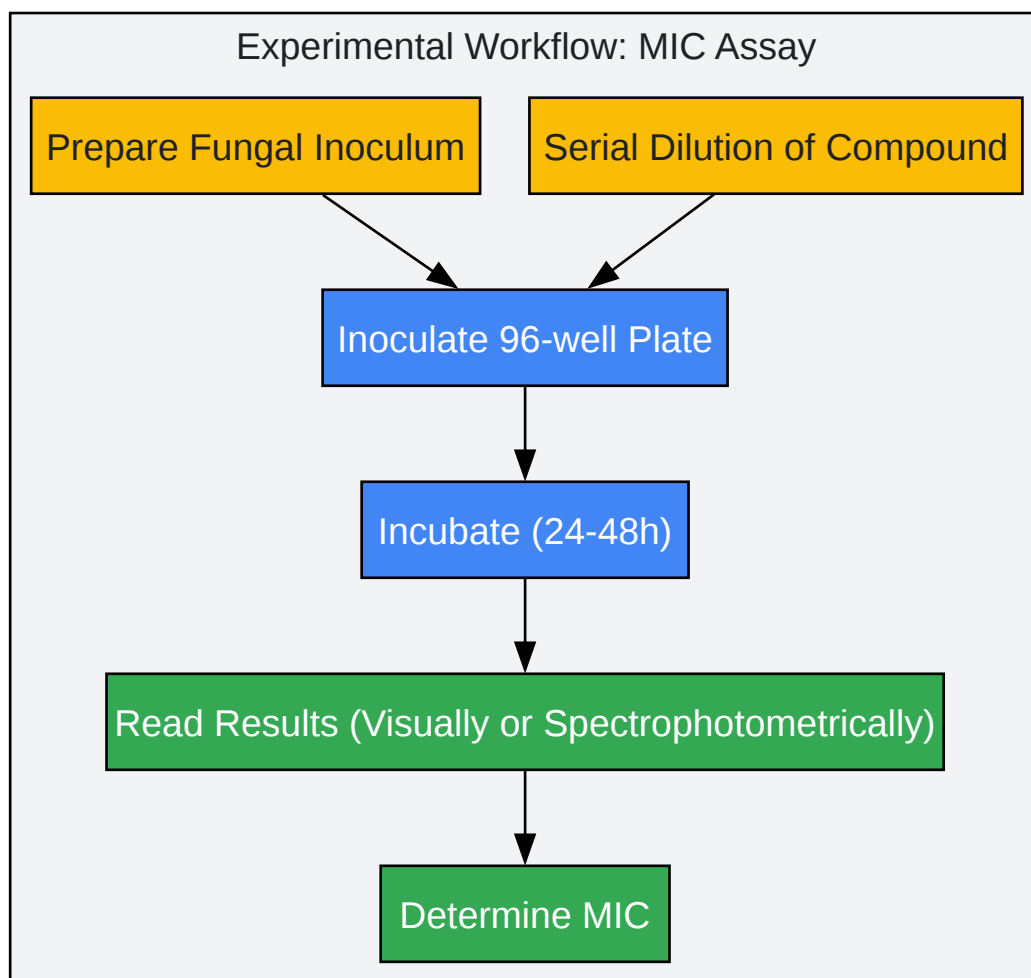 Experimental Workflow: MIC Assay
Prepare Fungal Inoculum
Serial Dilution of Compound
Inoculate 96-well Plate
Incubate (24-48h)
Read Results (Visually or Spectrophotometrically)
Determine MIC